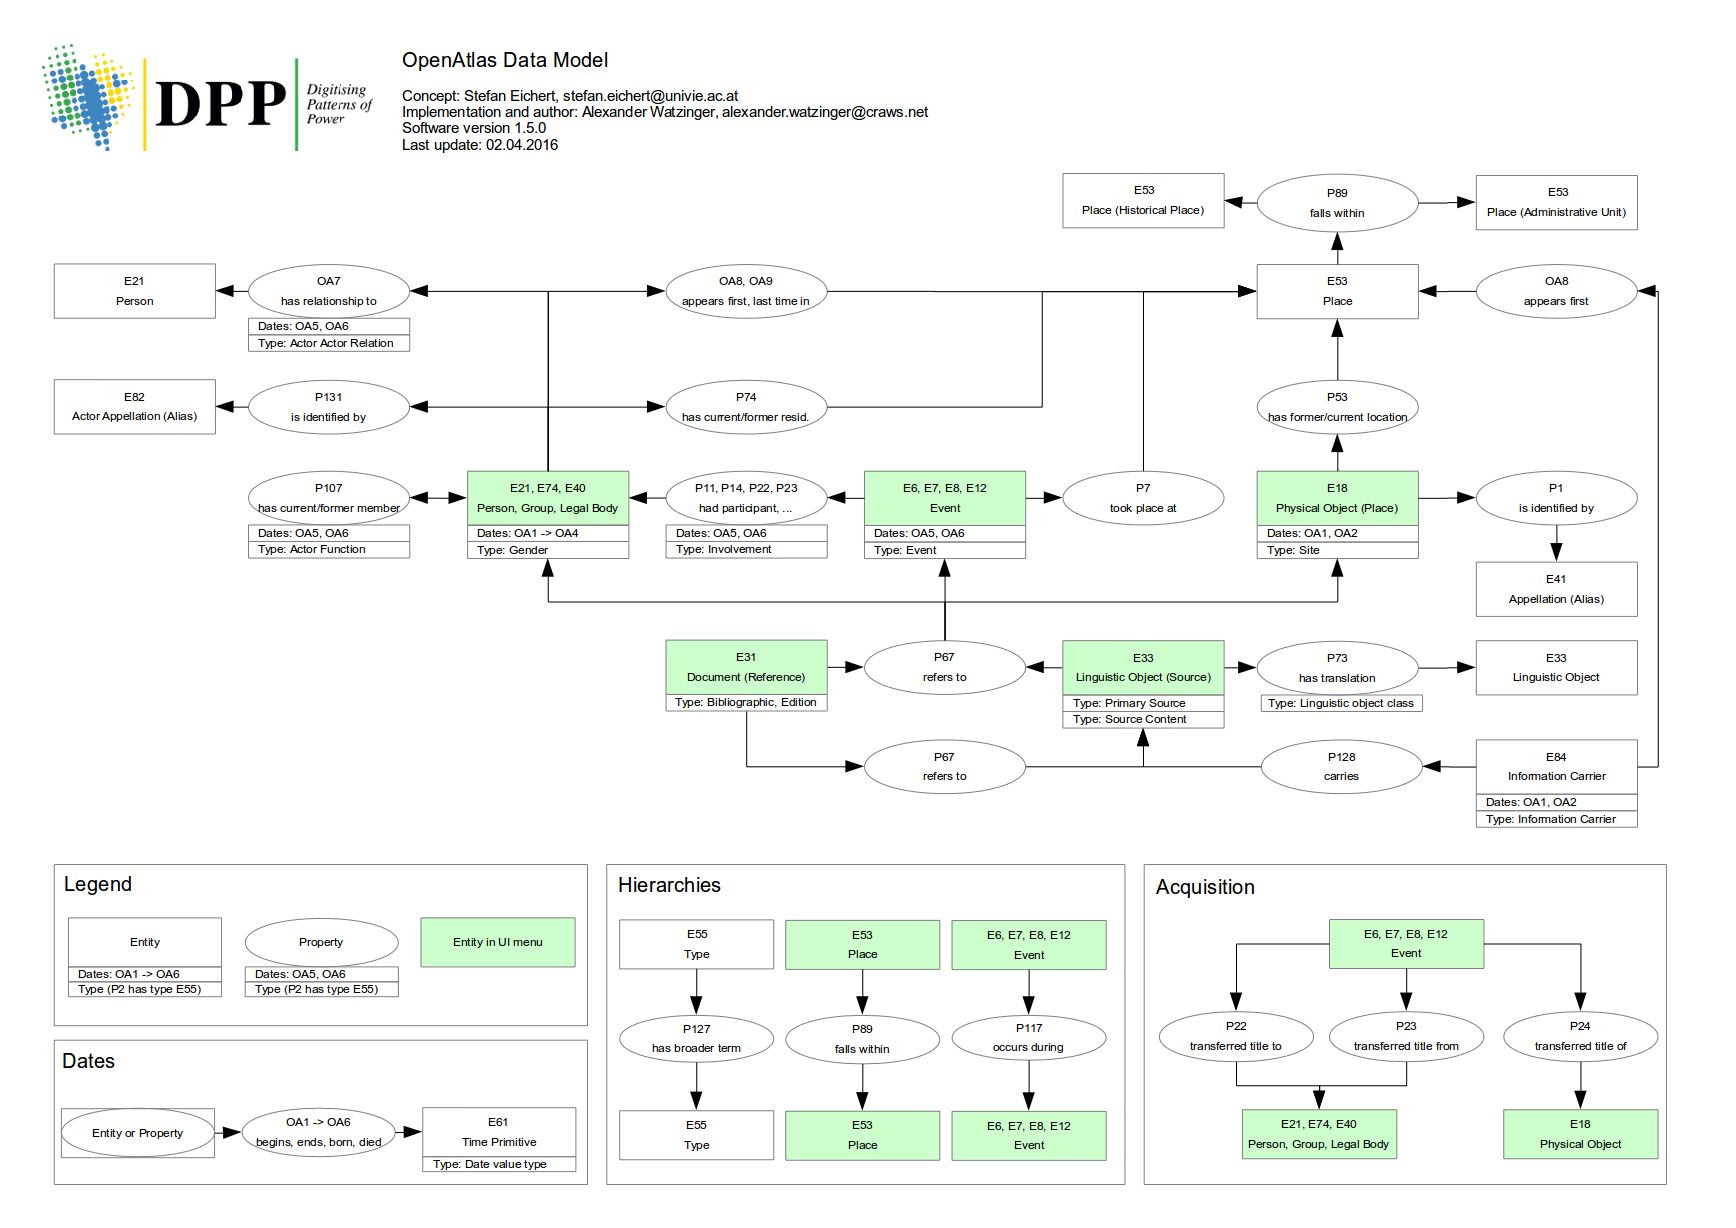 DPP
Digitising
Patterns of
Power
OpenAtlas Data Model
Concept: Stefan Eichert, stefan.eichert@univie.ac.at
Implementation and author: Alexander Watzinger, alexander.watzinger@craws.net
Software version 1.5.0
Last update: 02.04.2016
E53
Place (Historical Place)
P89
falls within
E53
Place (Administrative Unit)
E21
Person
OA7
has relationship to
Dates: OA5, OA6
Type: Actor Actor Relation
OA8, OA9
appears first, last time in
E53
Place
OA8
appears first
E82
Actor Appellation (Alias)
P131
is identified by
P74
has current/former resid.
P53
has former/current location
P107
has current/former member
Dates: OA5, OA6
Type: Actor Function
E21, E74, E40
Person, Group, Legal Body
Dates: OA1 -> OA4
Type: Gender
P11, P14, P22, P23
had participant, ...
Dates: OA5, OA6
Type: Involvement
E6, E7, E8, E12
Event
Dates: OA5, OA6
Type: Event
P7
took place at
E18
Physical Object (Place)
Dates: OA1, OA2
Type: Site
P1
is identified by
E41
Appellation (Alias)
E31
Document (Reference)
Type: Bibliographic, Edition
P67
refers to
E33
Linguistic Object (Source)
Type: Primary Source
Type: Source Content
P73
has translation
Type: Linguistic object class
E33
Linguistic Object
P67
refers to
P128
carries
E84
Information Carrier
Dates: OA1, OA2
Type: Information Carrier
Legend
Entity
Dates: OA1 -> OA6
Type (P2 has type E55)
Property
Dates: OA5, OA6
Type (P2 has type E55)
Entity in UI menu
Dates
Entity or Property
OA1 -> OA6
begins, ends, born, died
E61
Time Primitive
Type: Date value type
Hierarchies
E55
Type
E53
Place
E6, E7, E8, E12
Event
P127
has broader term
P89
falls within
P117
occurs during
E55
Type
E53
Place
E6, E7, E8, E12
Event
Acquisition
E6, E7, E8, E12
Event
P22
transferred title to
P23
transferred title from
P24
transferred title of
E21, E74, E40
Person, Group, Legal Body
E18
Physical Object